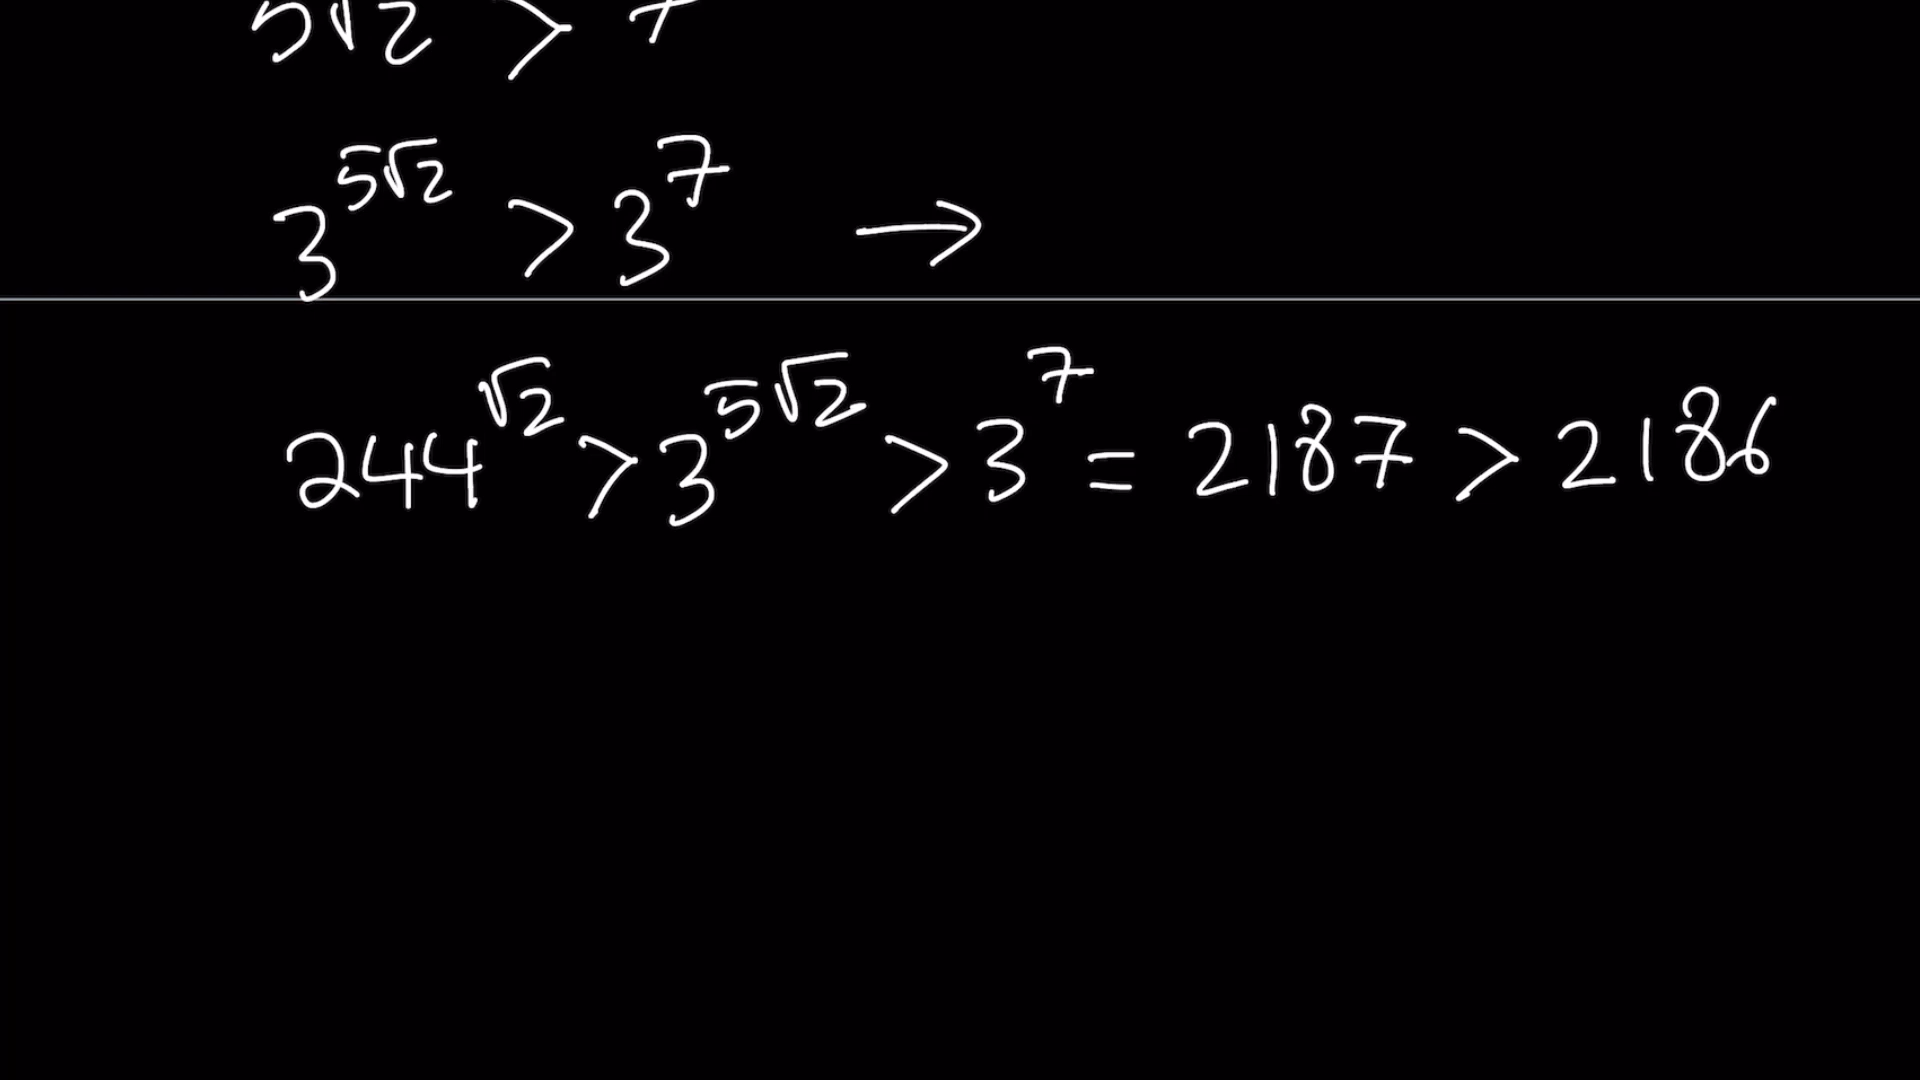 5√2 > 7
3^{5√2} > 3^7 →
244^{√2} > 3^{5√2} > 3^7 = 2187 > 2186